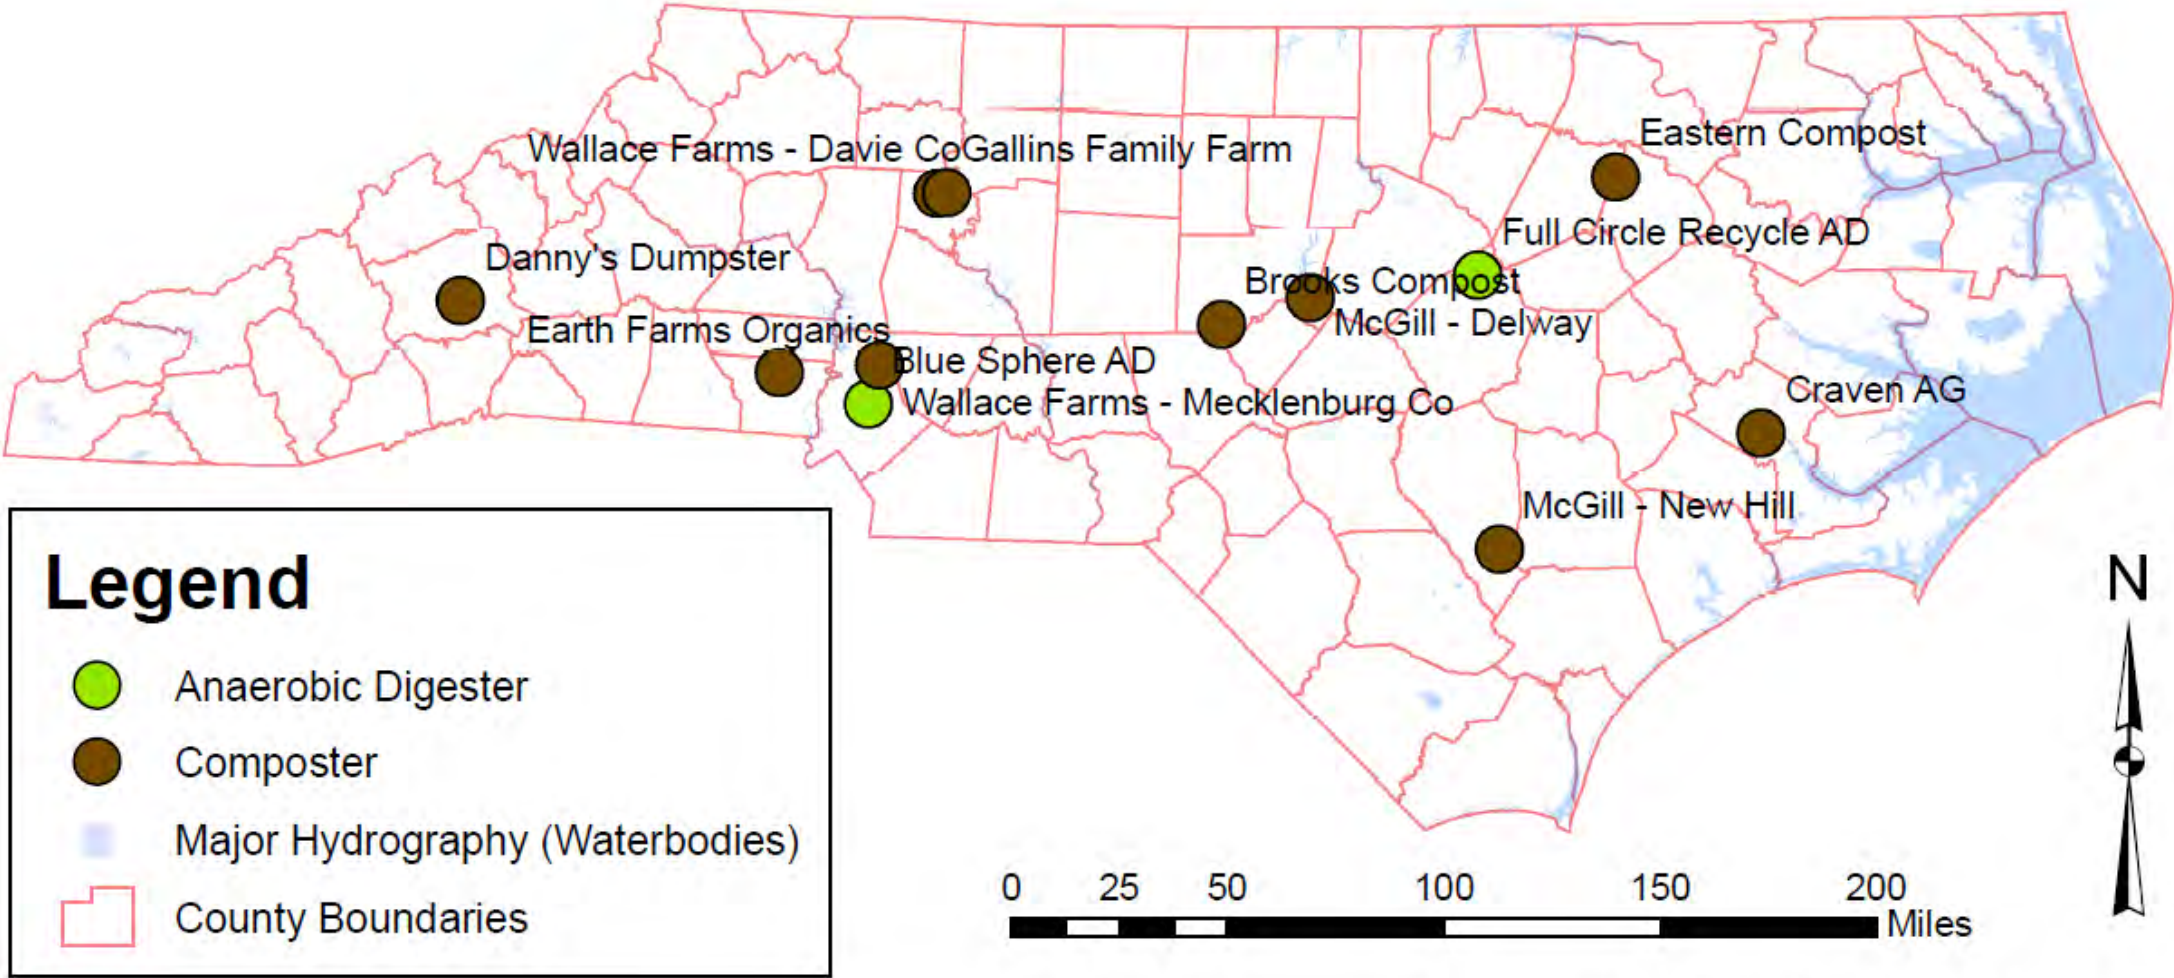 Wallace Farms - Davie CoGallins Family Farm
Eastern Compost
Full Circle Recycle AD
Danny's Dumpster
Brooks Compost
Earth Farms Organics
McGill - Delway
Blue Sphere AD
Wallace Farms - Mecklenburg Co
Craven AG
McGill - New Hill
Legend
Anaerobic Digester
Composter
Major Hydrography (Waterbodies)
County Boundaries
N
0 25 50 100 150 200
Miles